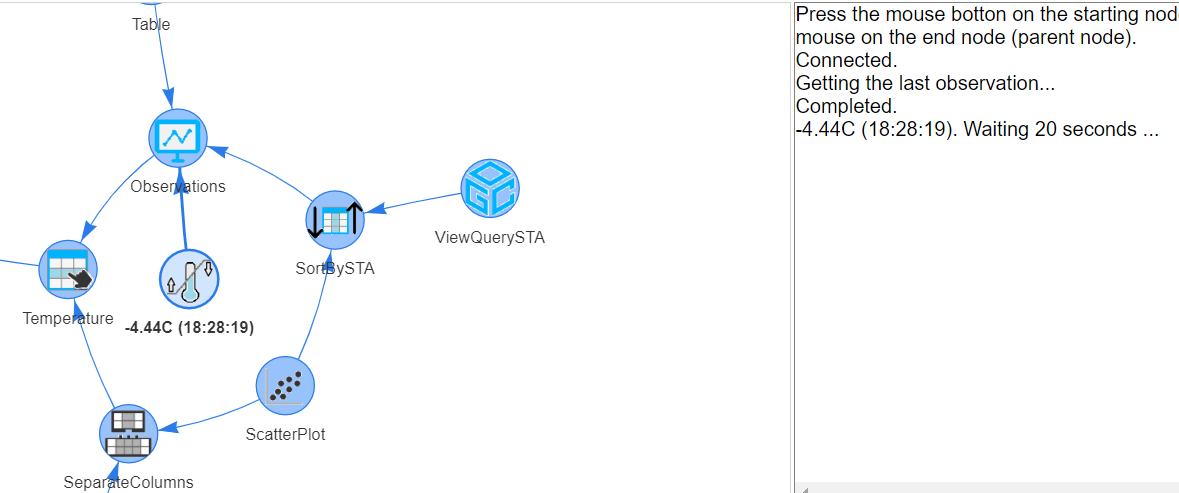 Table
Observations
ViewQuerySTA
SortBySTA
Temperature
-4.44C (18:28:19)
ScatterPlot
SeparateColumns
Press the mouse botton on the starting nod
mouse on the end node (parent node).
Connected.
Getting the last observation...
Completed.
-4.44C (18:28:19). Waiting 20 seconds ...